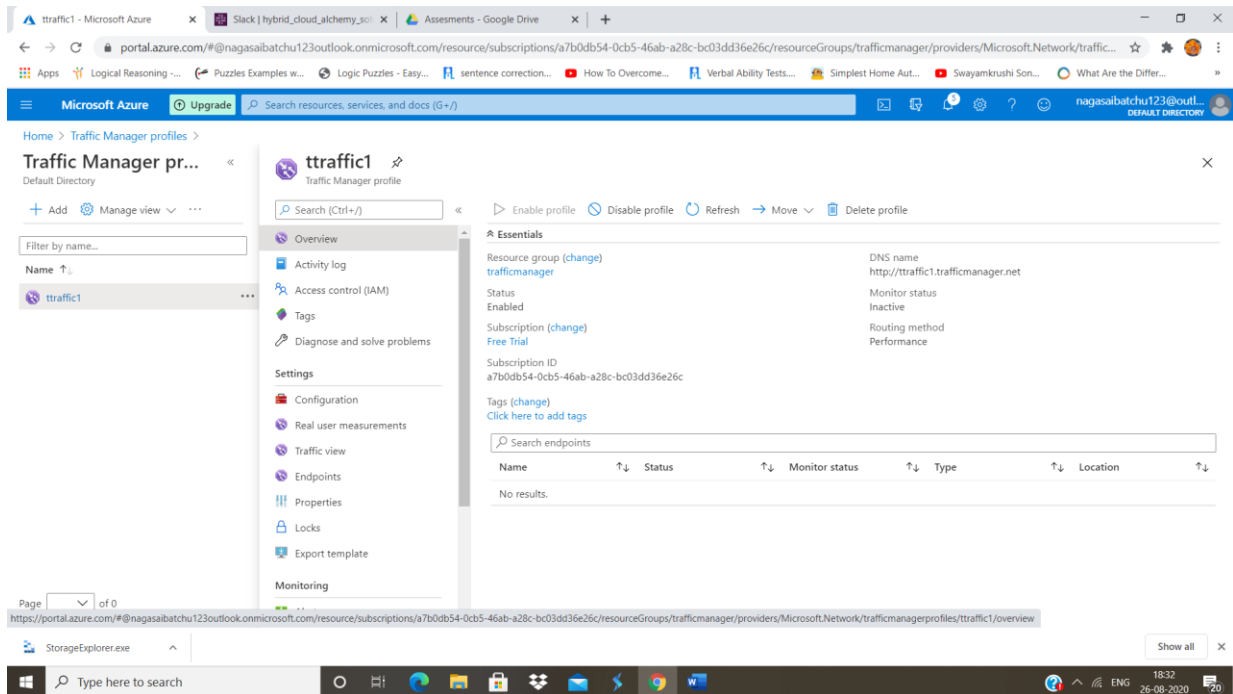 ttraffic1 - Microsoft Azure
Slack | hybrid_cloud_alchemy_sol
Assesments - Google Drive
portal.azure.com/#@nagasaibatchu123outlook.onmicrosoft.com/resource/subscriptions/a7b0db54-0cb5-46ab-a28c-bc03dd36e26c/resourceGroups/trafficmanager/providers/Microsoft.Network/traffic...
Apps
Logical Reasoning -...
Puzzles Examples w...
Logic Puzzles - Easy...
sentence correction...
How To Overcome...
Verbal Ability Tests....
Simplest Home Aut...
Swayamkrushi Son...
What Are the Differ...
»
Microsoft Azure
Upgrade
Search resources, services, and docs (G+/)
5
nagasaibatchu123@outl...
DEFAULT DIRECTORY
Home > Traffic Manager profiles >
Traffic Manager pr...
«
Default Directory
+ Add
Manage view
...
Filter by name...
Name ↑↓
ttraffic1
...
Page
of 0
ttraffic1
Traffic Manager profile
Search (Ctrl+/)
«
Overview
Activity log
Access control (IAM)
Tags
Diagnose and solve problems
Settings
Configuration
Real user measurements
Traffic view
Endpoints
Properties
Locks
Export template
Monitoring
Enable profile
Disable profile
Refresh
Move
Delete profile
Essentials
Resource group (change)
trafficmanager
Status
Enabled
Subscription (change)
Free Trial
Subscription ID
a7b0db54-0cb5-46ab-a28c-bc03dd36e26c
Tags (change)
Click here to add tags
DNS name
http://ttraffic1.trafficmanager.net
Monitor status
Inactive
Routing method
Performance
Search endpoints
Name ↑↓ Status ↑↓ Monitor status ↑↓ Type ↑↓ Location ↑↓
No results.
https://portal.azure.com/#@nagasaibatchu123outlook.onmicrosoft.com/resource/subscriptions/a7b0db54-0cb5-46ab-a28c-bc03dd36e26c/resourceGroups/trafficmanager/providers/Microsoft.Network/trafficmanagerprofiles/ttraffic1/overview
StorageExplorer.exe
Show all
Type here to search
ENG
18:32
26-08-2020
20